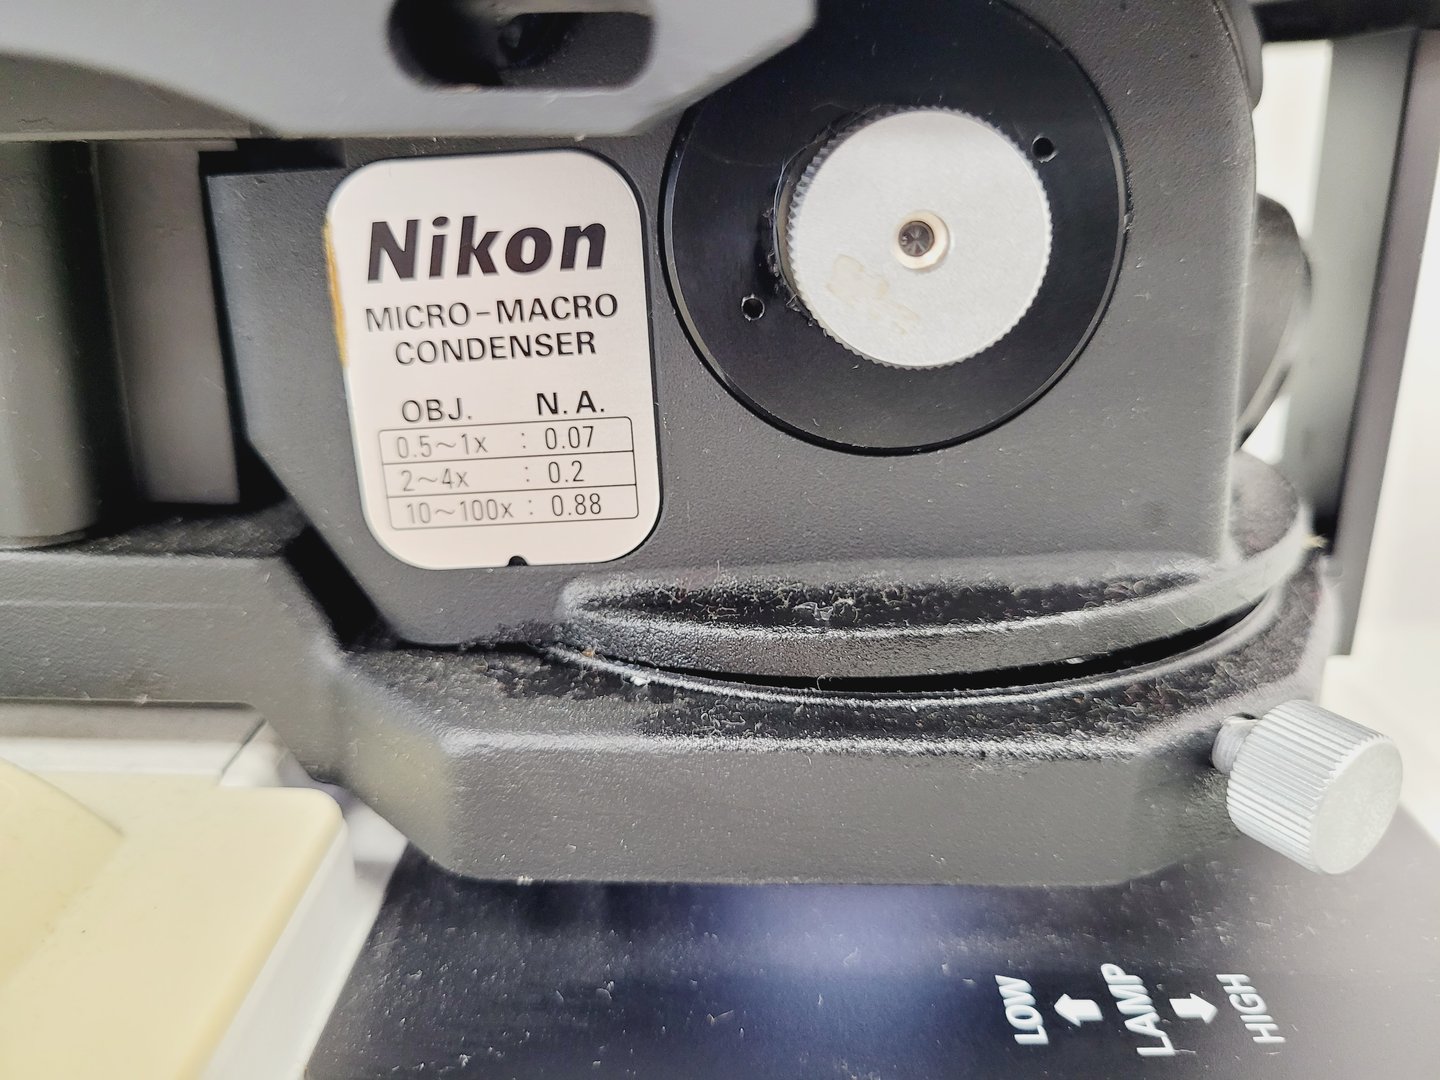 Nikon
MICRO-MACRO
CONDENSER
OBJ. N.A.
0.5~1x : 0.07
2~4x : 0.2
10~100x : 0.88
LOW
LAMP
HIGH